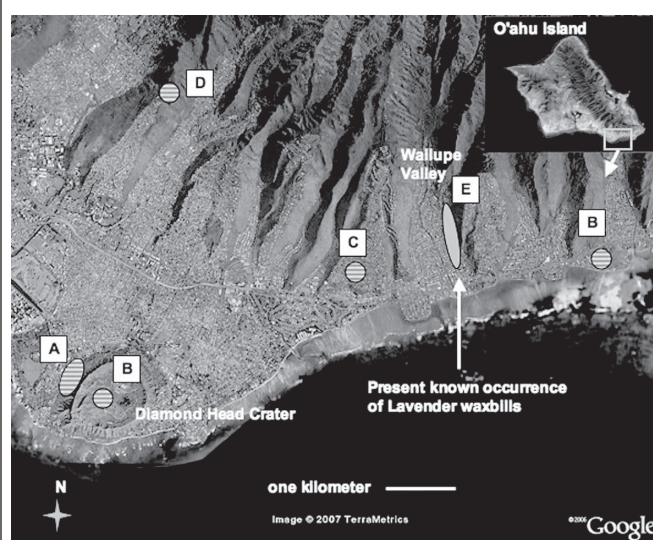 O'ahu Island
D
Wailupe
Valley
E
B
C
A
B
Diamond Head Crater
Present known occurrence
of Lavender waxbills
N
one kilometer
Image © 2007 TerraMetrics
©2006 Google